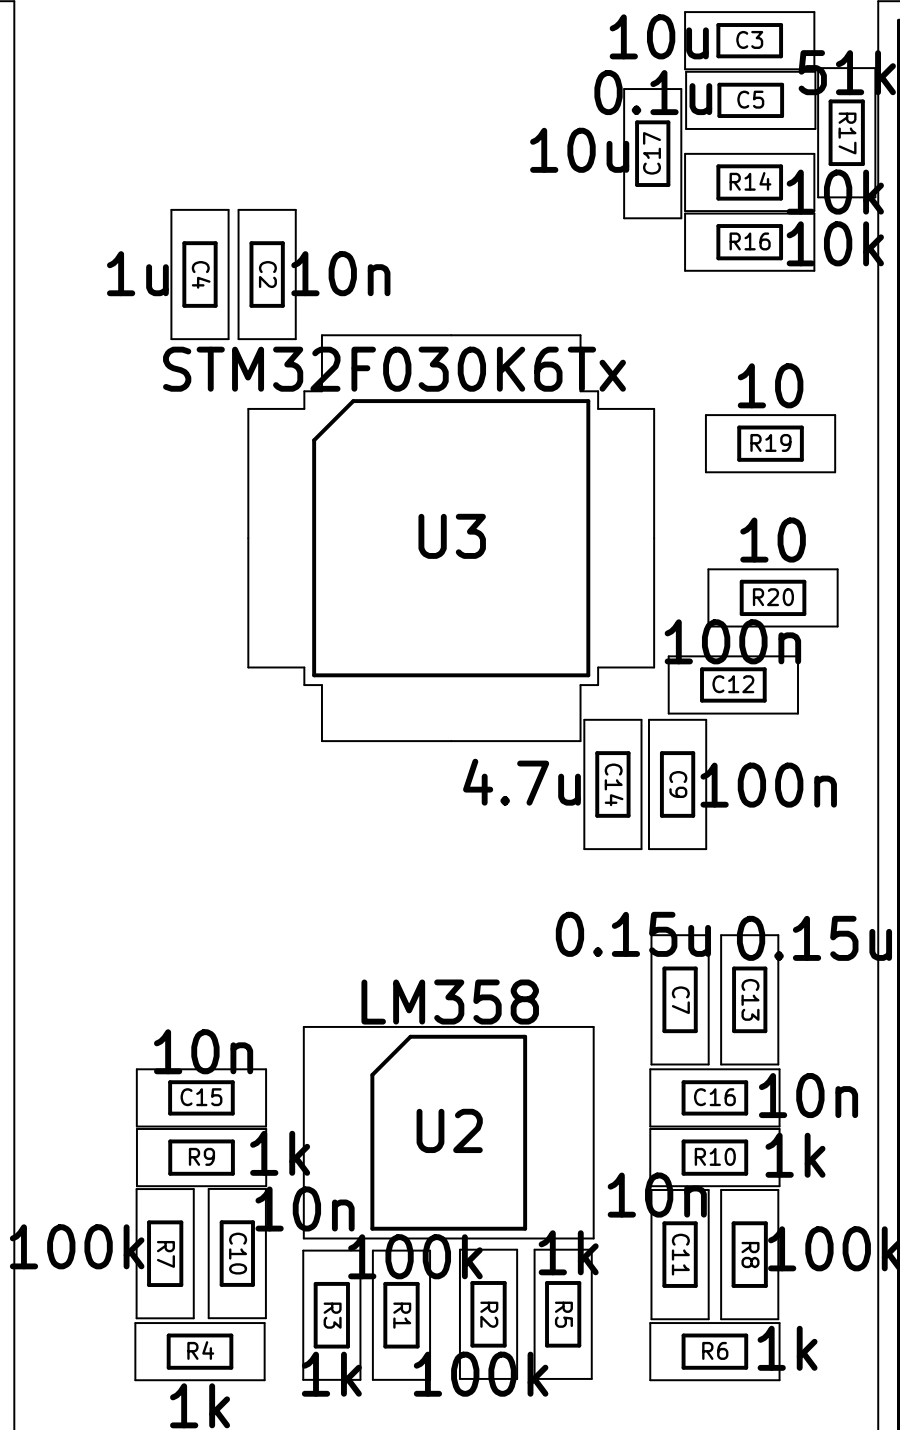 10u C3
51k
0.1u C5
10u C17 R17
R14 10k
R16 10k
1u C4 C2 10n
STM32F030K6Tx
10
R19
U3
10
R20
100n
C12
4.7u C14 C9 100n
0.15u 0.15u
C7 C13
LM358
10n
C15 C16 10n
U2
R9 1k R10 1k
10n 10n
100k R7 C10 C11 R8 100k
100k 1k
R3 R1 R2 R5
R4 R6 1k
1k 100k
1k